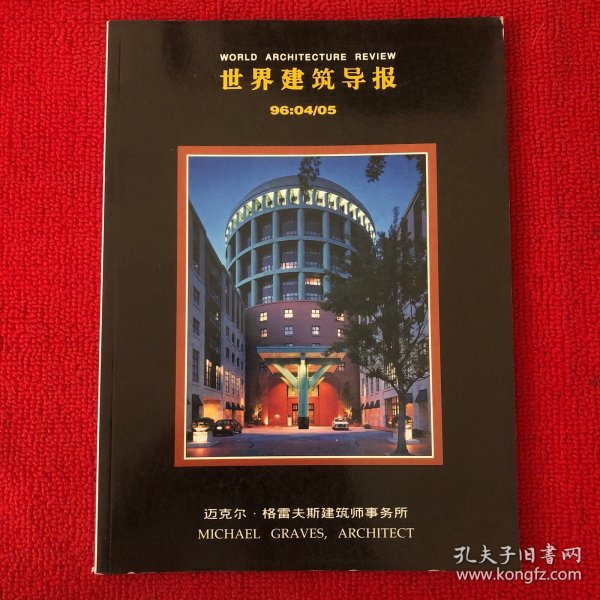 WORLD ARCHITECTURE REVIEW
世界建筑导报
96:04/05
迈克尔·格雷夫斯建筑师事务所
MICHAEL GRAVES, ARCHITECT
孔夫子旧书网
www.kongfz.com